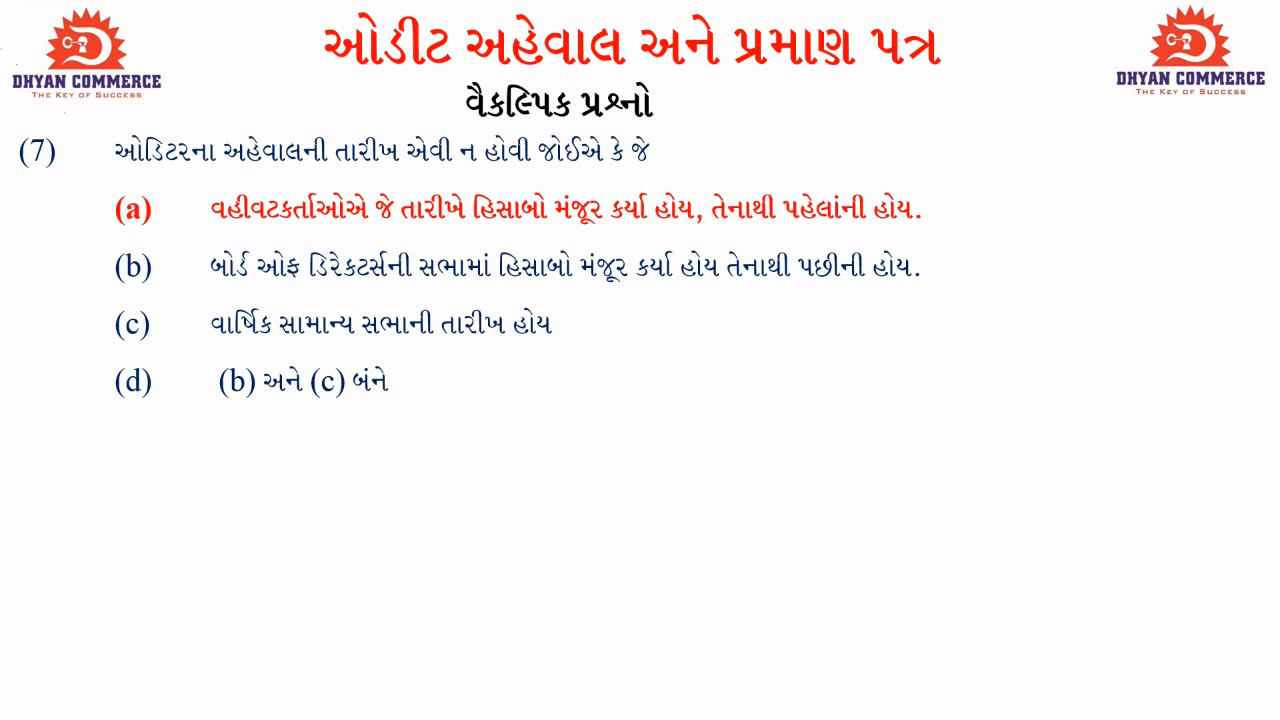 ઓડીટ અહેવાલ અને પ્રમાણ પત્ર
DHYAN COMMERCE
THE KEY OF SUCCESS
DHYAN COMMERCE
THE KEY OF SUCCESS
વૈકલ્પિક પ્રશ્નો
(7) ઓડિટરના અહેવાલની તારીખ એવી ન હોવી જોઈએ કે જે
(a) વહીવટકર્તાઓએ જે તારીખે હિસાબો મંજૂર કર્યા હોય, તેનાથી પહેલાંની હોય.
(b) બોર્ડ ઓફ ડિરેકટર્સની સભામાં હિસાબો મંજૂર કર્યા હોય તેનાથી પછીની હોય.
(c) વાર્ષિક સામાન્ય સભાની તારીખ હોય
(d) (b) અને (c) બંને